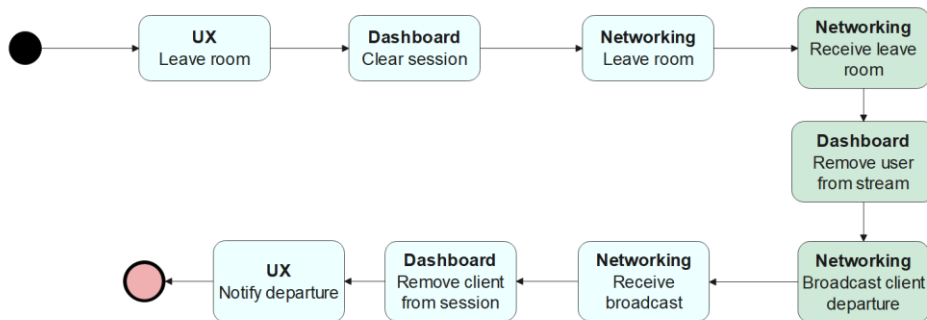 UX
Leave room
Dashboard
Clear session
Networking
Leave room
Networking
Receive leave
room
Dashboard
Remove user
from stream
Networking
Broadcast client
departure
Networking
Receive
broadcast
Dashboard
Remove client
from session
UX
Notify departure